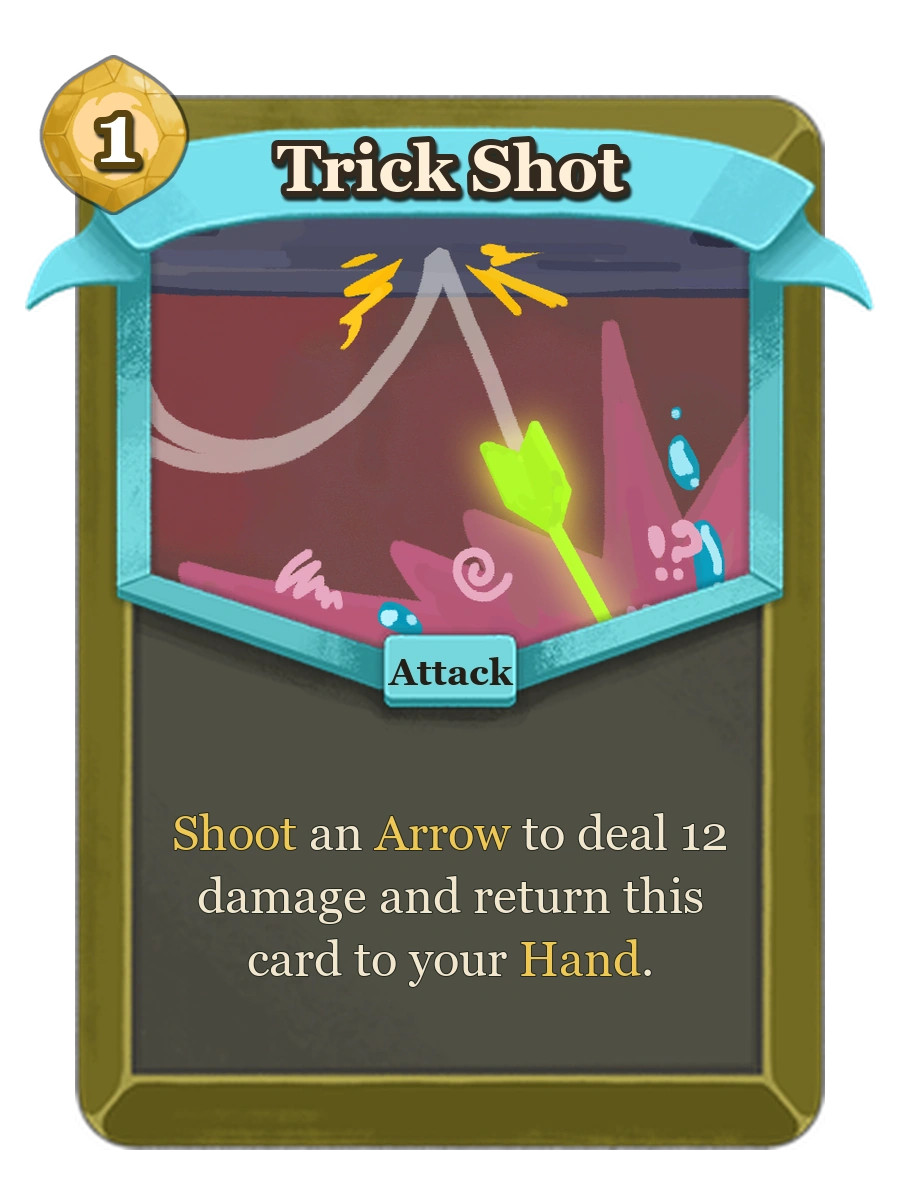 1
Trick Shot
!?
Attack
Shoot an Arrow to deal 12
damage and return this
card to your Hand.